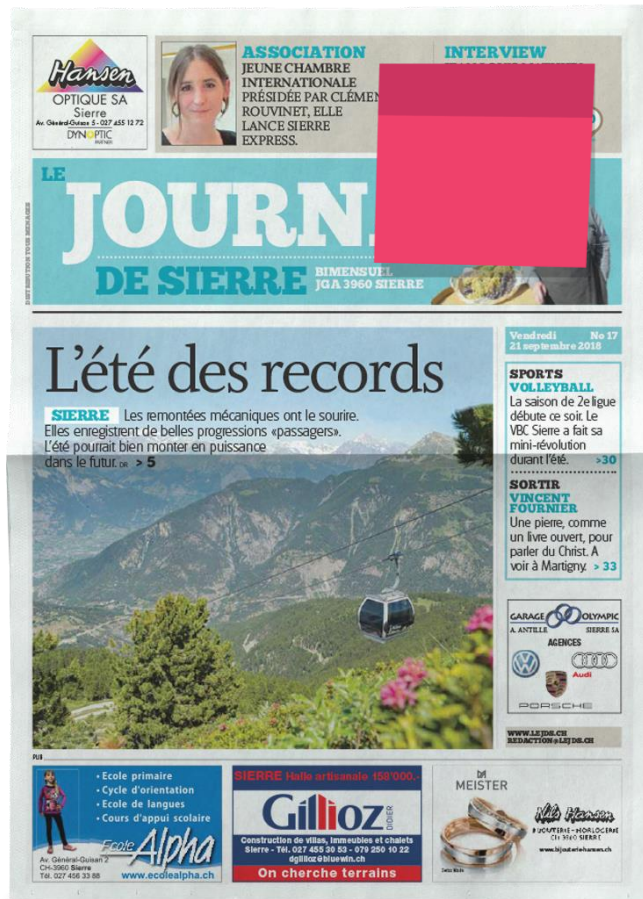 Hansen
OPTIQUE SA
Sierre
Av. Général-Guisan 5 - 027 455 12 72
DYNOPTIC
PARTNER
ASSOCIATION
JEUNE CHAMBRE
INTERNATIONALE
PRÉSIDÉE PAR CLÉMEN
ROUVINET, ELLE
LANCE SIERRE
EXPRESS.
INTERVIEW
DISTRIBUTION TOUS MÉNAGES
LE
JOURN
DE SIERRE
BIMENSUEL
JGA 3960 SIERRE
Vendredi No 17
21 septembre 2018
L'été des records
SIERRE Les remontées mécaniques ont le sourire.
Elles enregistrent de belles progressions «passagers».
L'été pourrait bien monter en puissance
dans le futur. DR > 5
SPORTS
VOLLEYBALL
La saison de 2e ligue
débute ce soir. Le
VBC Sierre a fait sa
mini-révolution
durant l'été. >30
SORTIR
VINCENT
FOURNIER
Une pierre, comme
un livre ouvert, pour
parler du Christ. A
voir à Martigny. > 33
GARAGE OLYMPIC
A. ANTILLE SIERRE SA
AGENCES
Audi
PORSCHE
WWW.LEJDS.CH
REDACTION@LEJDS.CH
PUB
• Ecole primaire
• Cycle d'orientation
• Ecole de langues
• Cours d'appui scolaire
Ecole Alpha
Av. Général-Guisan 2
CH-3960 Sierre
Tél. 027 456 33 88
www.ecolealpha.ch
SIERRE Halle artisanale 158'000.-
Gillioz
DIDIER
Construction de villas, immeubles et chalets
Sierre - Tél. 027 455 30 53 - 079 250 10 22
dgillioz@bluewin.ch
On cherche terrains
MEISTER
Nils Hansen
BIJOUTERIE - HORLOGERIE
CH 3960 SIERRE
www.bijouteriehansen.ch